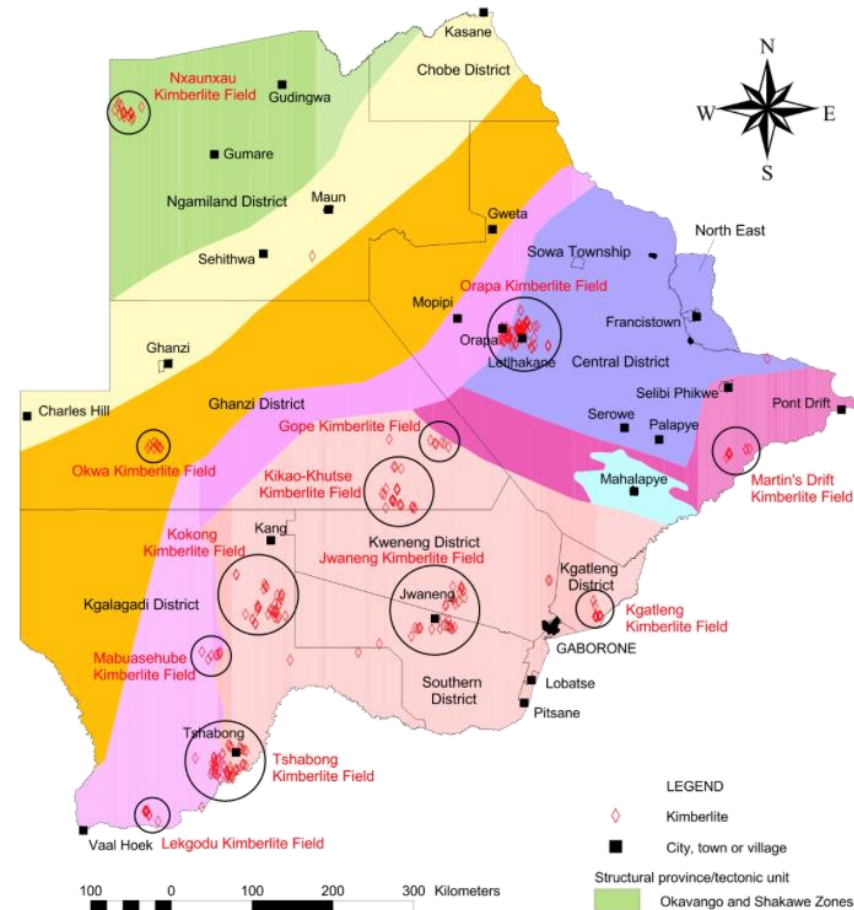 Kasane
Chobe District
N
W
E
S
Nxaunxau
Kimberlite Field
Gudingwa
Gumare
Ngamiland District
Maun
Sehithwa
Gweta
North East
Sowa Township
Orapa Kimberlite Field
Mopipi
Orapa
Letlhakane
Francistown
Central District
Ghanzi
Ghanzi District
Charles Hill
Selibi Phikwe
Pont Drift
Serowe
Palapye
Gope Kimberlite Field
Okwa Kimberlite Field
Kikao-Khutse
Kimberlite Field
Mahalapye
Martin's Drift
Kimberlite Field
Kokong
Kimberlite Field
Kang
Kweneng District
Jwaneng Kimberlite Field
Kgatleng
District
Kgalagadi District
Jwaneng
Kgatleng
Kimberlite Field
GABORONE
Mabuasehube
Kimberlite Field
Southern
District
Lobatse
Pitsane
Tshabong
Tshabong
Kimberlite Field
Vaal Hoek
Lekgodu Kimberlite Field
LEGEND
Kimberlite
City, town or village
Structural province/tectonic unit
Okavango and Shakawe Zones
100 0 100 200 300 Kilometers